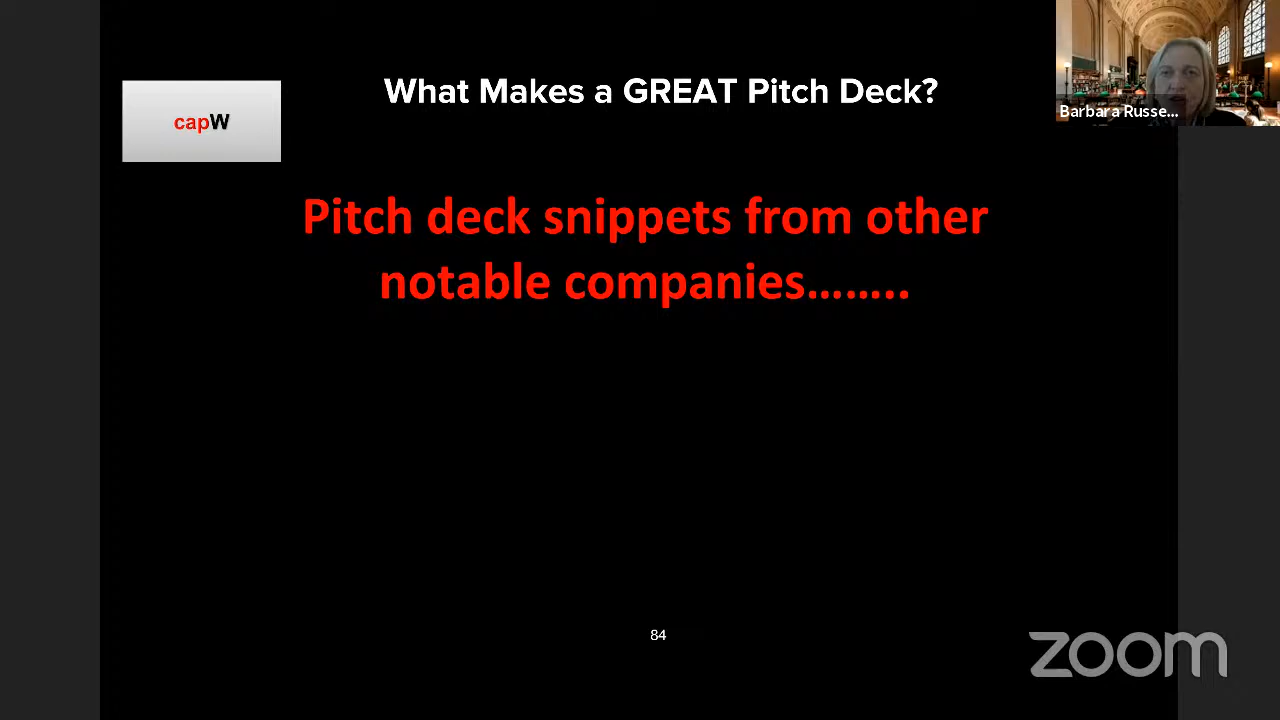 What Makes a GREAT Pitch Deck?
capW
Barbara Russe...
Pitch deck snippets from other
notable companies……..
84
zoom